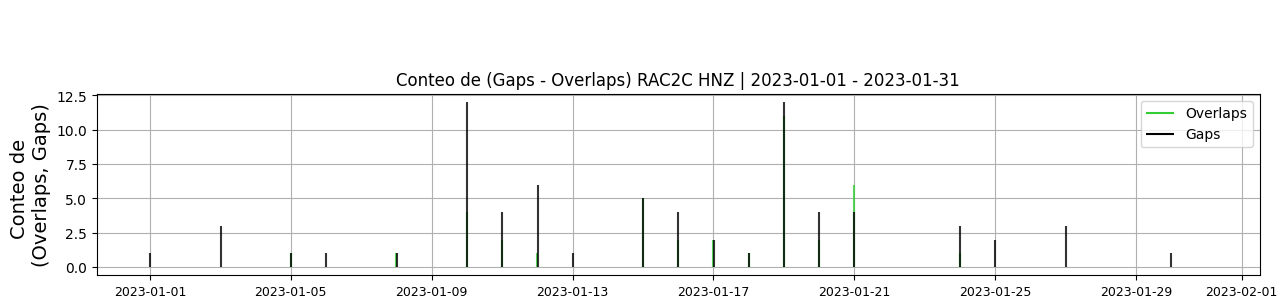 Conteo de (Gaps - Overlaps) RAC2C HNZ | 2023-01-01 - 2023-01-31
Conteo de
(Overlaps, Gaps)
12.5
10.0
7.5
5.0
2.5
0.0
Overlaps
Gaps
2023-01-01 2023-01-05 2023-01-09 2023-01-13 2023-01-17 2023-01-21 2023-01-25 2023-01-29 2023-02-01